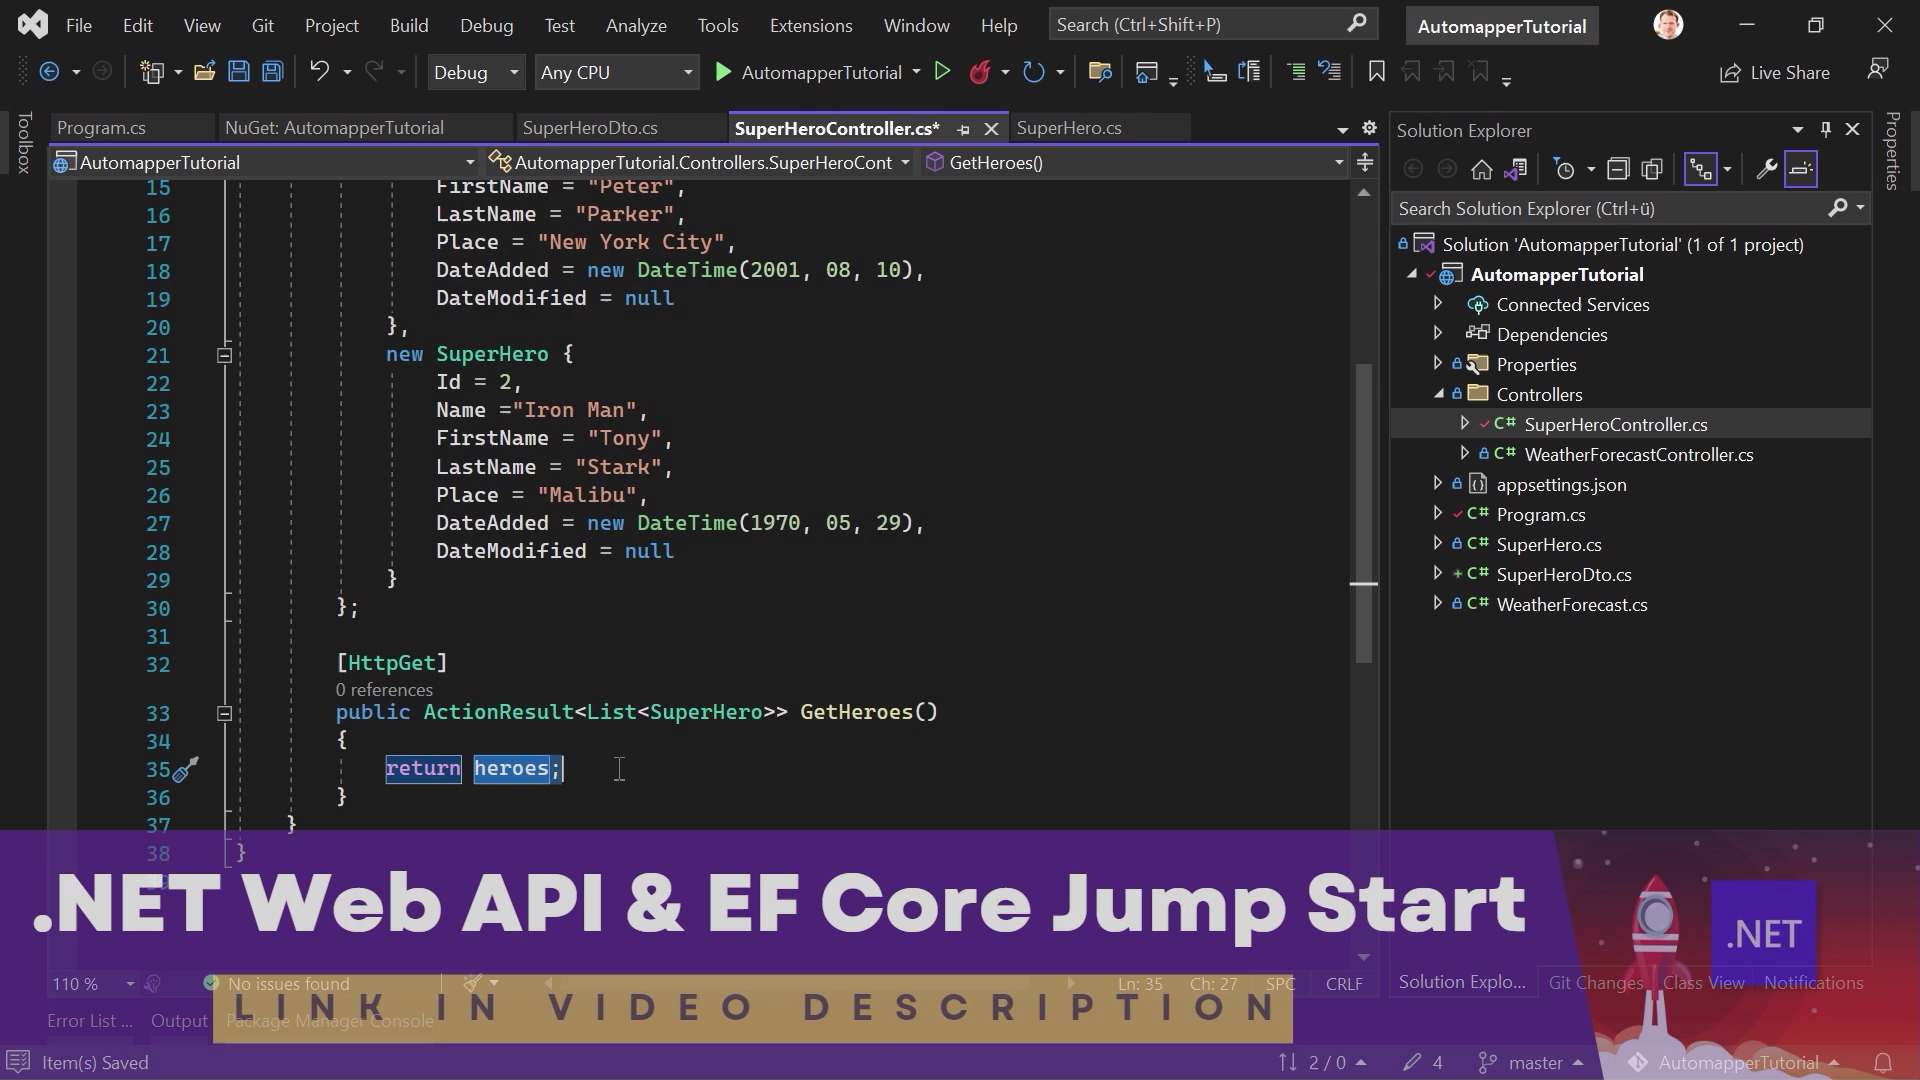 File Edit View Git Project Build Debug Test Analyze Tools Extensions Window Help Search (Ctrl+Shift+P) AutomapperTutorial
Debug Any CPU AutomapperTutorial Live Share
Toolbox
Program.cs NuGet: AutomapperTutorial SuperHeroDto.cs SuperHeroController.cs* SuperHero.cs
AutomapperTutorial AutomapperTutorial.Controllers.SuperHeroCont GetHeroes()
15 FirstName = "Peter",
16 LastName = "Parker",
17 Place = "New York City",
18 DateAdded = new DateTime(2001, 08, 10),
19 DateModified = null
20 },
21 new SuperHero {
22 Id = 2,
23 Name ="Iron Man",
24 FirstName = "Tony",
25 LastName = "Stark",
26 Place = "Malibu",
27 DateAdded = new DateTime(1970, 05, 29),
28 DateModified = null
29 }
30 };
31
32 [HttpGet]
0 references
33 public ActionResult<List<SuperHero>> GetHeroes()
34 {
35 return heroes;
36 }
37 }
38 }
110 % No issues found Ln: 35 Ch: 27 SPC CRLF
Error List ... Output Package Manager Console
Solution Explorer
Search Solution Explorer (Ctrl+ü)
Solution 'AutomapperTutorial' (1 of 1 project)
AutomapperTutorial
Connected Services
Dependencies
Properties
Controllers
C# SuperHeroController.cs
C# WeatherForecastController.cs
appsettings.json
C# Program.cs
C# SuperHero.cs
C# SuperHeroDto.cs
C# WeatherForecast.cs
Solution Explo... Git Changes Class View Notifications
Properties
.NET Web API & EF Core Jump Start
.NET
LINK IN VIDEO DESCRIPTION
Item(s) Saved 2 / 0 4 master AutomapperTutorial